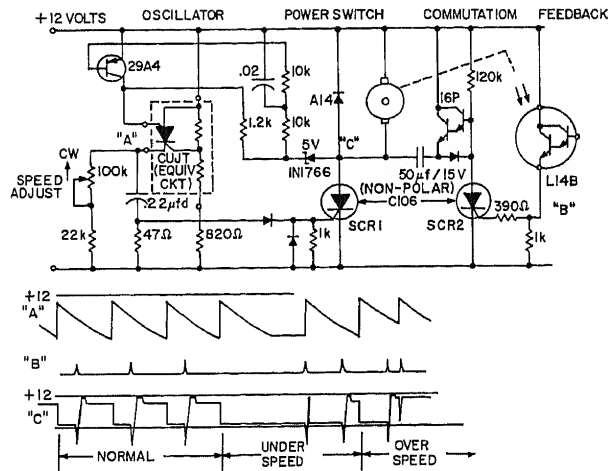 +12 VOLTS OSCILLATOR POWER SWITCH COMMUTATION FEEDBACK
29A4
.02
10k
10k
1.2k
A14
120k
16P
"A"
CUJT
(EQUIV
CKT)
5V
IN1766
"C"
50μf/15V
(NON-POLAR)
C106
L14B
"B"
CW
SPEED
ADJUST
100k
2.2μfd
22k
47Ω
820Ω
1k
SCR1
SCR2
390Ω
1k
+12
"A"
"B"
+12
"C"
NORMAL
UNDER
SPEED
OVER
SPEED